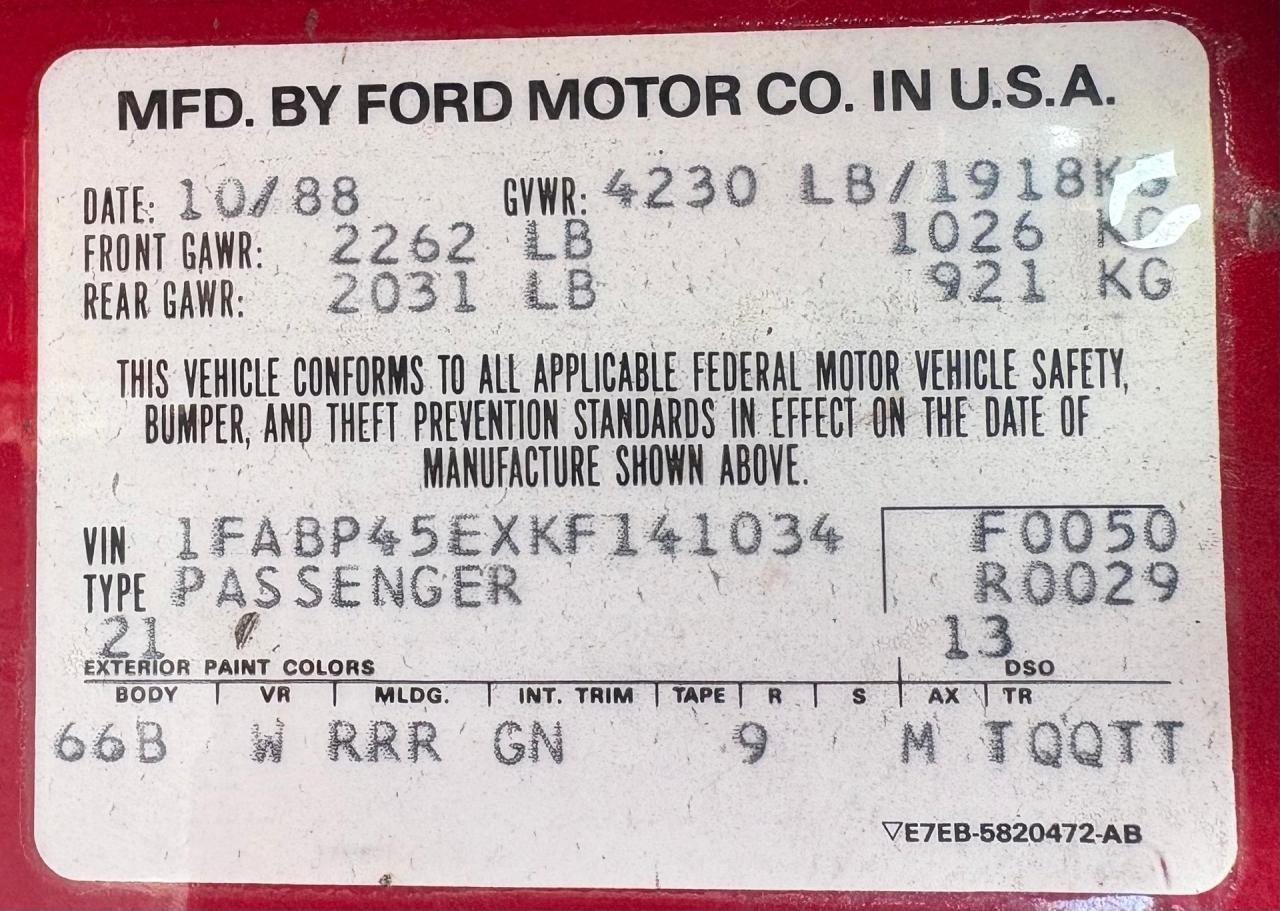 MFD. BY FORD MOTOR CO. IN U.S.A.
DATE: 10/88 GVWR: 4230 LB/1918KG
FRONT GAWR: 2262 LB 1026 KG
REAR GAWR: 2031 LB 921 KG
THIS VEHICLE CONFORMS TO ALL APPLICABLE FEDERAL MOTOR VEHICLE SAFETY,
BUMPER, AND THEFT PREVENTION STANDARDS IN EFFECT ON THE DATE OF
MANUFACTURE SHOWN ABOVE.
VIN 1FABP45EXKF141034 F0050
TYPE PASSENGER R0029
21 13
EXTERIOR PAINT COLORS DSO
BODY VR MLDG. INT. TRIM TAPE R S AX TR
66B W RRR GN 9 M TQQTT
▽E7EB-5820472-AB